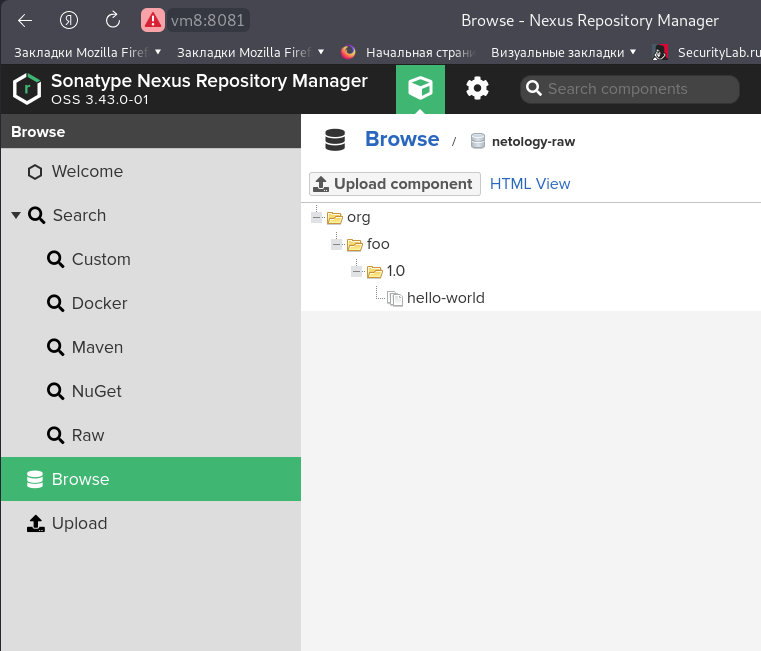 Я vm8:8081 Browse - Nexus Repository Manager
Закладки Mozilla Firef Закладки Mozilla Firef Начальная страни Визуальные закладки SecurityLab.ru
Sonatype Nexus Repository Manager
OSS 3.43.0-01
Search components
Browse
Welcome
Search
Custom
Docker
Maven
NuGet
Raw
Browse
Upload
Browse / netology-raw
Upload component HTML View
org
foo
1.0
hello-world